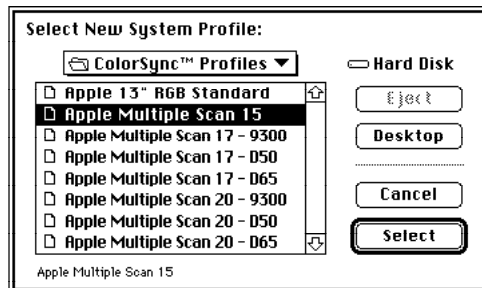 Select New System Profile:
ColorSync™ Profiles
Hard Disk
Apple 13" RGB Standard
Apple Multiple Scan 15
Apple Multiple Scan 17 - 9300
Apple Multiple Scan 17 - D50
Apple Multiple Scan 17 - D65
Apple Multiple Scan 20 - 9300
Apple Multiple Scan 20 - D50
Apple Multiple Scan 20 - D65
Eject
Desktop
Cancel
Select
Apple Multiple Scan 15